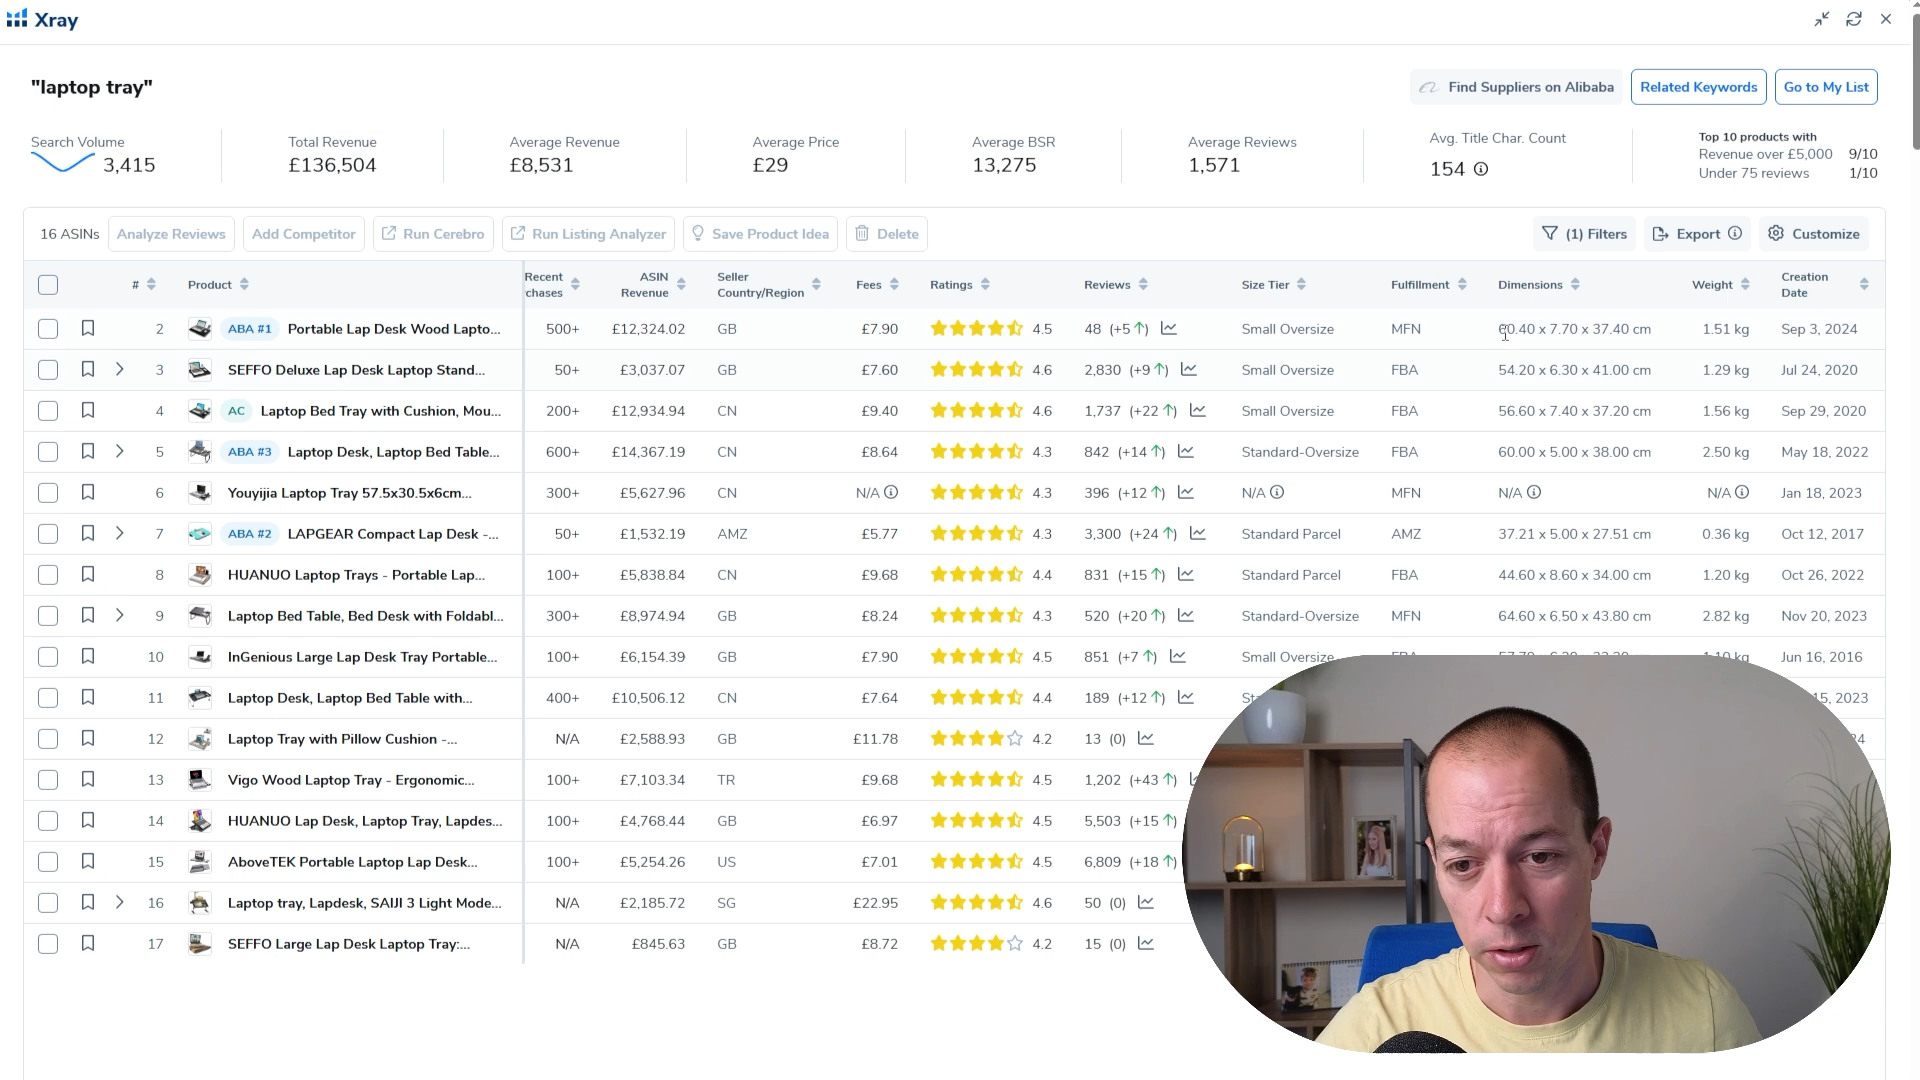 Xray
"laptop tray"
Find Suppliers on Alibaba
Related Keywords
Go to My List
Search Volume
3,415
Total Revenue
£136,504
Average Revenue
£8,531
Average Price
£29
Average BSR
13,275
Average Reviews
1,571
Avg. Title Char. Count
154
Top 10 products with
Revenue over £5,000 9/10
Under 75 reviews 1/10
16 ASINs Analyze Reviews Add Competitor Run Cerebro Run Listing Analyzer Save Product Idea Delete (1) Filters Export Customize
# Product Recent chases ASIN Revenue Seller Country/Region Fees Ratings Reviews Size Tier Fulfillment Dimensions Weight Creation Date
2 ABA #1 Portable Lap Desk Wood Lapto... 500+ £12,324.02 GB £7.90 4.5 48 (+5) Small Oversize MFN 60.40 x 7.70 x 37.40 cm 1.51 kg Sep 3, 2024
3 SEFFO Deluxe Lap Desk Laptop Stand... 50+ £3,037.07 GB £7.60 4.6 2,830 (+9) Small Oversize FBA 54.20 x 6.30 x 41.00 cm 1.29 kg Jul 24, 2020
4 AC Laptop Bed Tray with Cushion, Mou... 200+ £12,934.94 CN £9.40 4.6 1,737 (+22) Small Oversize FBA 56.60 x 7.40 x 37.20 cm 1.56 kg Sep 29, 2020
5 ABA #3 Laptop Desk, Laptop Bed Table... 600+ £14,367.19 CN £8.64 4.3 842 (+14) Standard-Oversize FBA 60.00 x 5.00 x 38.00 cm 2.50 kg May 18, 2022
6 Youyijia Laptop Tray 57.5x30.5x6cm... 300+ £5,627.96 CN N/A 4.3 396 (+12) N/A MFN N/A N/A Jan 18, 2023
7 ABA #2 LAPGEAR Compact Lap Desk -... 50+ £1,532.19 AMZ £5.77 4.3 3,300 (+24) Standard Parcel AMZ 37.21 x 5.00 x 27.51 cm 0.36 kg Oct 12, 2017
8 HUANUO Laptop Trays - Portable Lap... 100+ £5,838.84 CN £9.68 4.4 831 (+15) Standard Parcel FBA 44.60 x 8.60 x 34.00 cm 1.20 kg Oct 26, 2022
9 Laptop Bed Table, Bed Desk with Foldabl... 300+ £8,974.94 GB £8.24 4.3 520 (+20) Standard-Oversize MFN 64.60 x 6.50 x 43.80 cm 2.82 kg Nov 20, 2023
10 InGenious Large Lap Desk Tray Portable... 100+ £6,154.39 GB £7.90 4.5 851 (+7) Small Oversize Jun 16, 2016
11 Laptop Desk, Laptop Bed Table with... 400+ £10,506.12 CN £7.64 4.4 189 (+12) St 15, 2023
12 Laptop Tray with Pillow Cushion -... N/A £2,588.93 GB £11.78 4.2 13 (0)
13 Vigo Wood Laptop Tray - Ergonomic... 100+ £7,103.34 TR £9.68 4.5 1,202 (+43)
14 HUANUO Lap Desk, Laptop Tray, Lapdes... 100+ £4,768.44 GB £6.97 4.5 5,503 (+15)
15 AboveTEK Portable Laptop Lap Desk... 100+ £5,254.26 US £7.01 4.5 6,809 (+18)
16 Laptop tray, Lapdesk, SAIJI 3 Light Mode... N/A £2,185.72 SG £22.95 4.6 50 (0)
17 SEFFO Large Lap Desk Laptop Tray:... N/A £845.63 GB £8.72 4.2 15 (0)